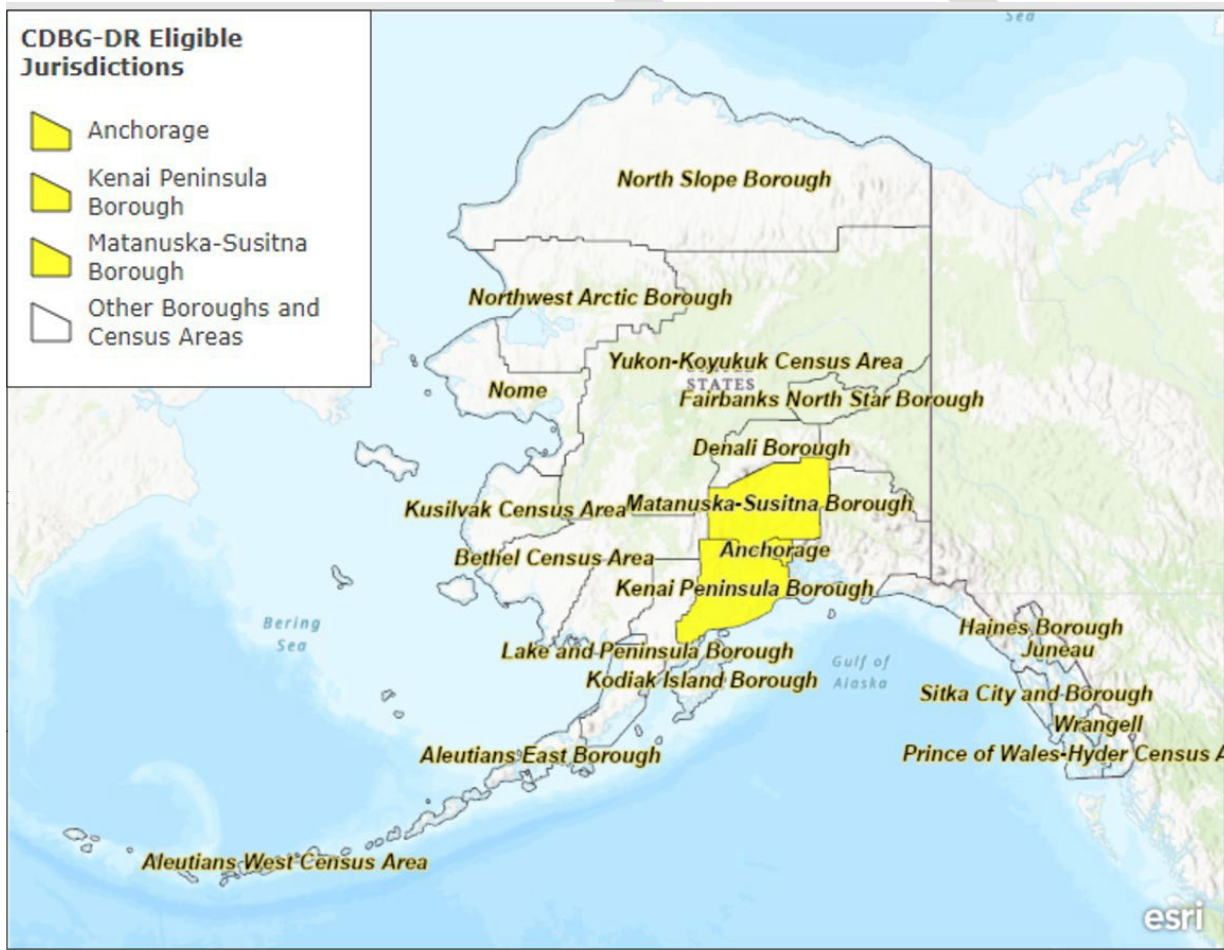 Sea
CDBG-DR Eligible
Jurisdictions
Anchorage
Kenai Peninsula
Borough
Matanuska-Susitna
Borough
Other Boroughs and
Census Areas
North Slope Borough
Northwest Arctic Borough
Yukon-Koyukuk Census Area
STATES
Nome
Fairbanks North Star Borough
Denali Borough
Kusilvak Census Area
Matanuska-Susitna Borough
Anchorage
Bethel Census Area
Kenai Peninsula Borough
Bering
Sea
Haines Borough
Juneau
Lake and Peninsula Borough
Gulf of
Alaska
Kodiak Island Borough
Sitka City and Borough
Wrangell
Aleutians East Borough
Prince of Wales-Hyder Census A
Aleutians West Census Area
esri